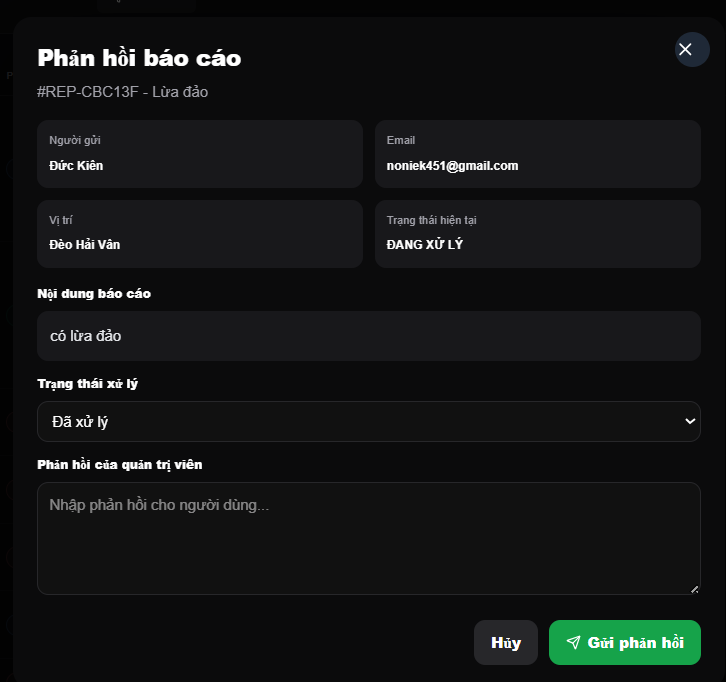 Phản hồi báo cáo
#REP-CBC13F - Lừa đảo
Người gửi
Đức Kiên
Email
noniek451@gmail.com
Vị trí
Đèo Hải Vân
Trạng thái hiện tại
ĐANG XỬ LÝ
Nội dung báo cáo
có lừa đảo
Trạng thái xử lý
Đã xử lý
Phản hồi của quản trị viên
Nhập phản hồi cho người dùng...
Hủy
Gửi phản hồi